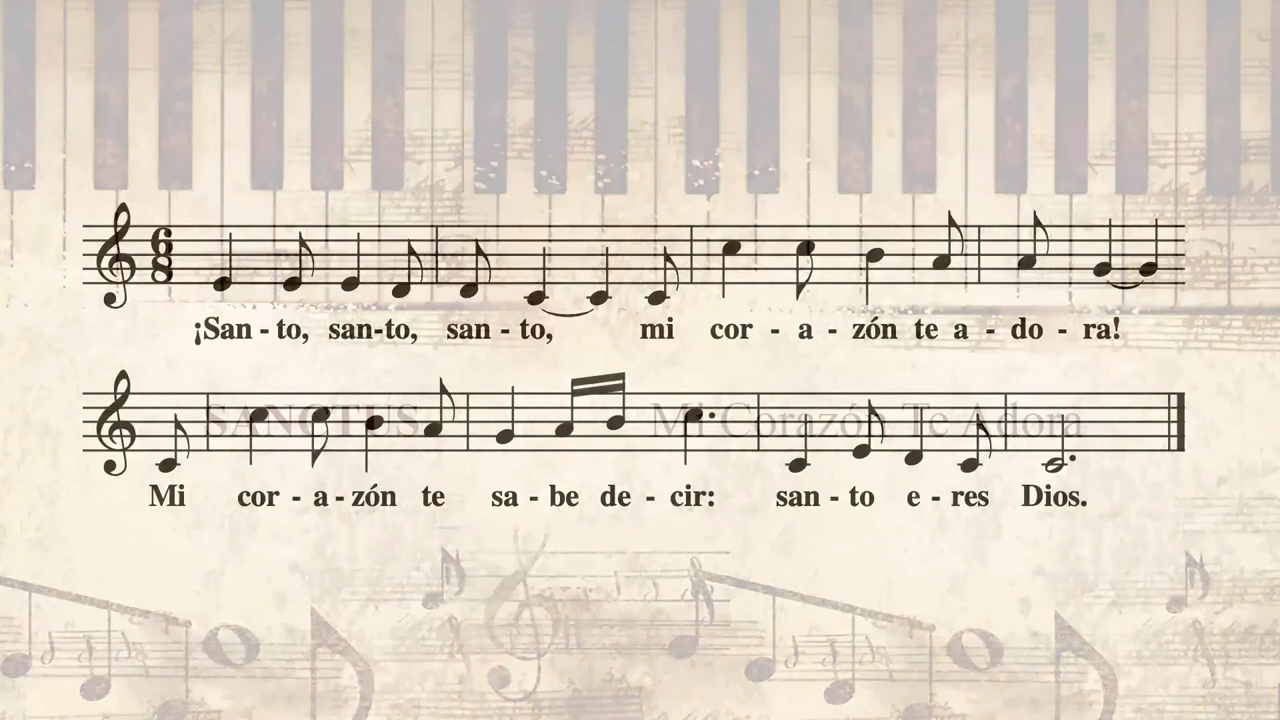 6
8
¡San - to, san-to, san - to, mi cor - a - zón te a - do - ra!
SANCTUS Mi Corazón Te Adora
Mi cor - a - zón te sa - be de - cir: san - to e - res Dios.